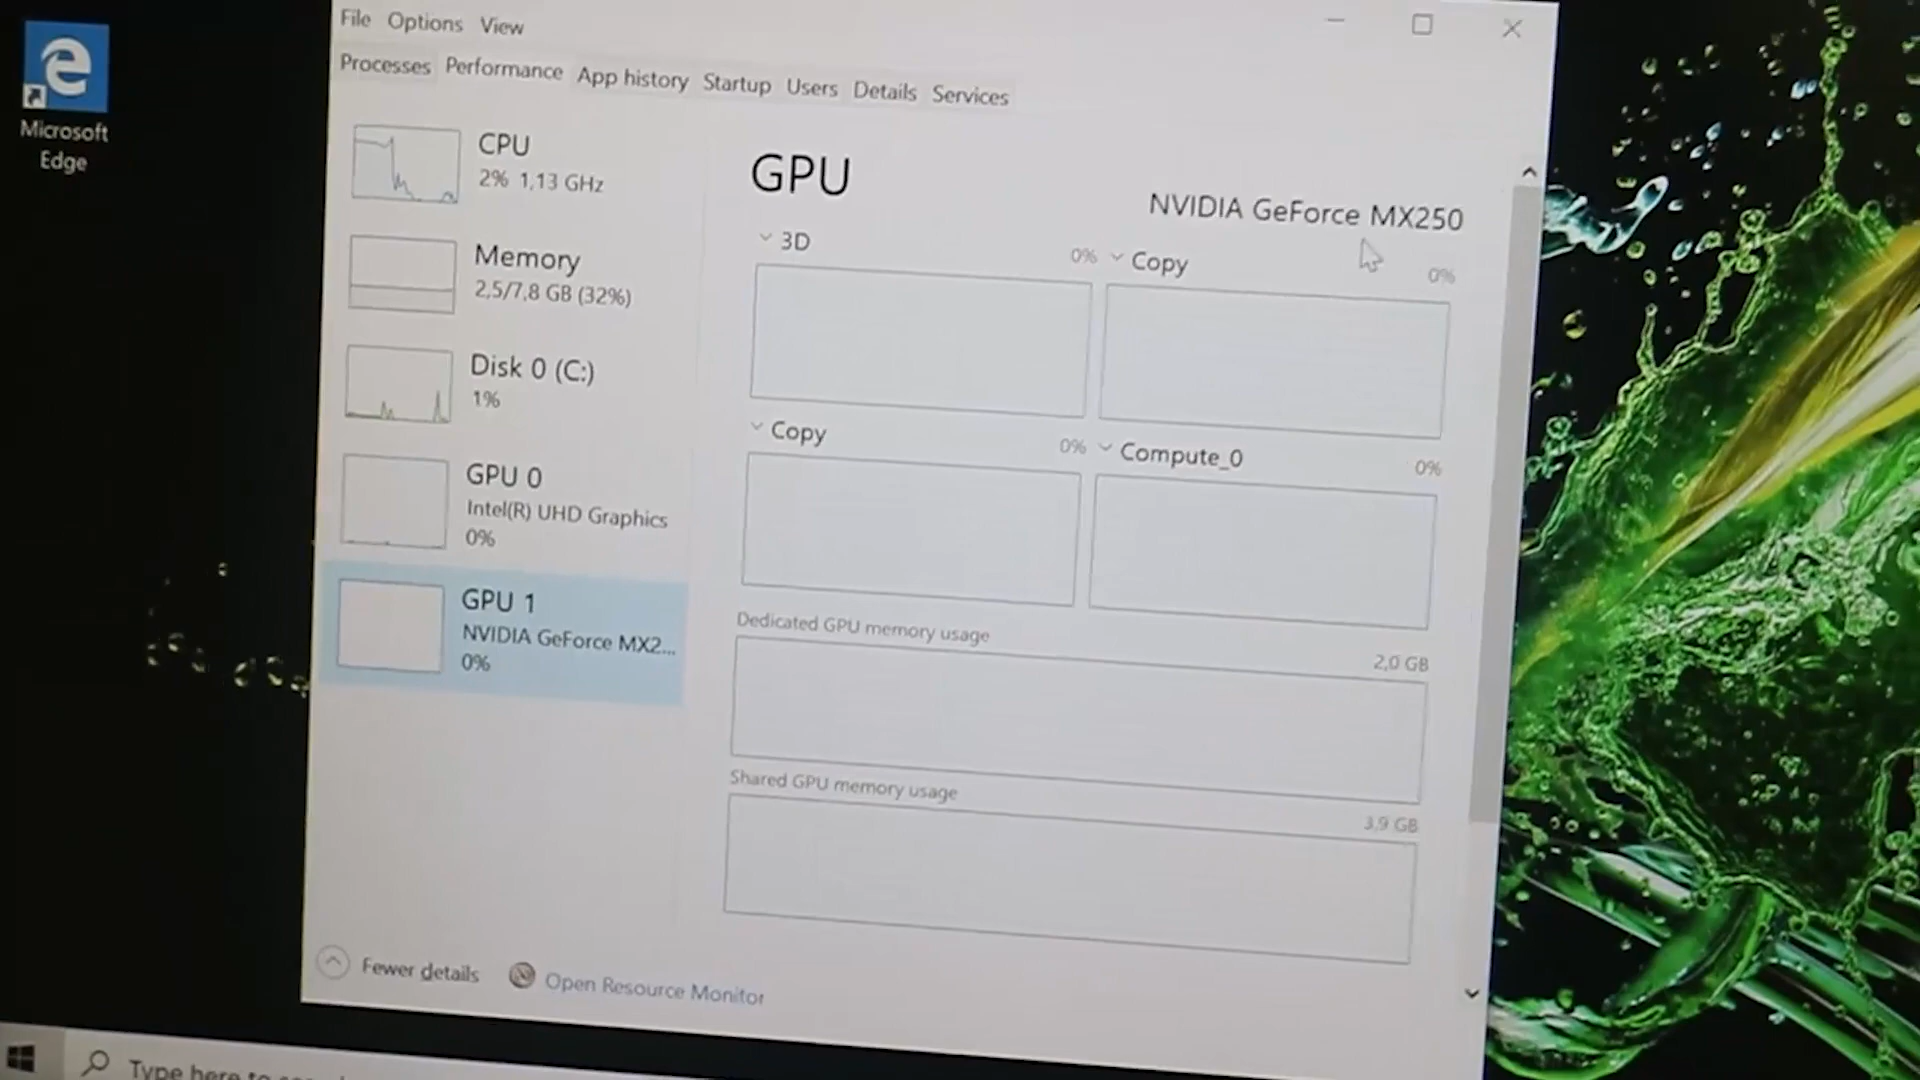 Microsoft
Edge
File Options View
Processes Performance App history Startup Users Details Services
CPU
2% 1,13 GHz
Memory
2,5/7,8 GB (32%)
Disk 0 (C:)
1%
GPU 0
Intel(R) UHD Graphics
0%
GPU 1
NVIDIA GeForce MX2...
0%
GPU
NVIDIA GeForce MX250
3D 0%
Copy 0%
Copy 0%
Compute_0 0%
Dedicated GPU memory usage 2,0 GB
Shared GPU memory usage 3,9 GB
Fewer details
Open Resource Monitor
Type here to